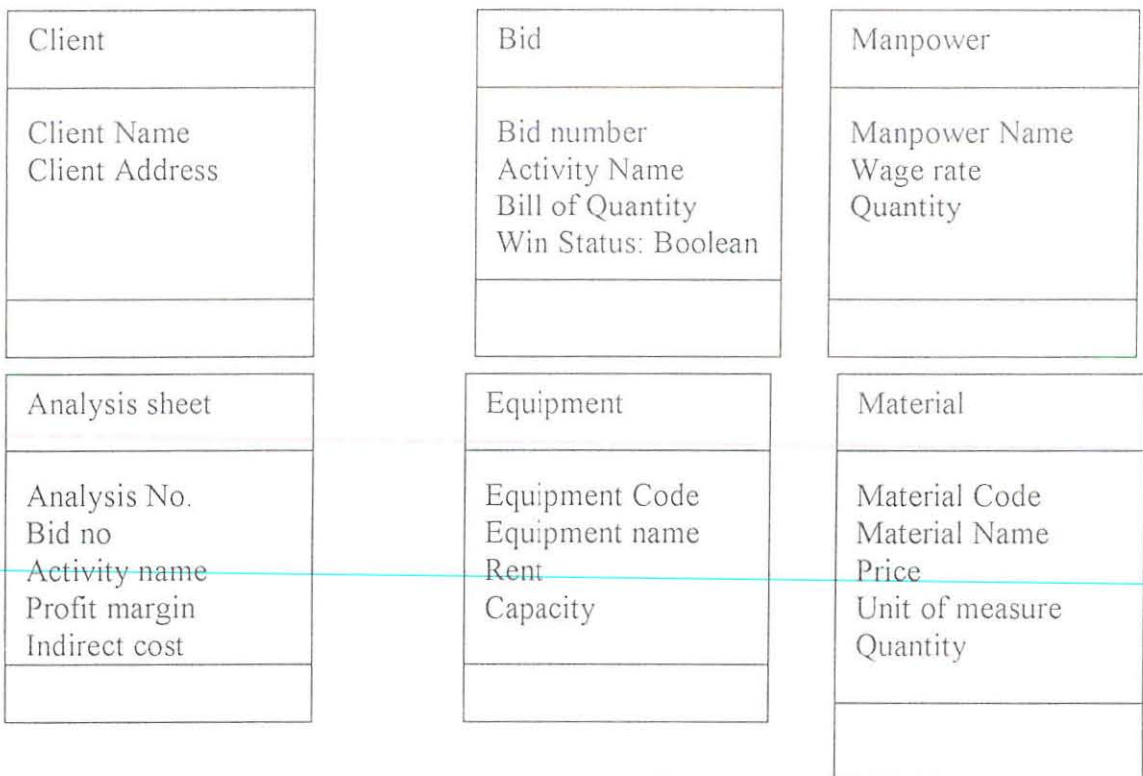 Client
Client Name
Client Address
Bid
Bid number
Activity Name
Bill of Quantity
Win Status: Boolean
Manpower
Manpower Name
Wage rate
Quantity
Analysis sheet
Analysis No.
Bid no
Activity name
Profit margin
Indirect cost
Equipment
Equipment Code
Equipment name
Rent
Capacity
Material
Material Code
Material Name
Price
Unit of measure
Quantity